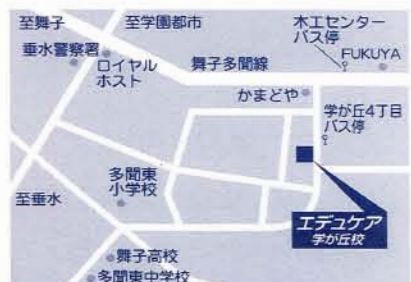 至舞子
至学園都市
木工センター
バス停
垂水警察署
ロイヤル
ホスト
舞子多聞線
FUKUYA
かまどや
学が丘4丁目
バス停
多聞東
小学校
至垂水
エデュケア
学が丘校
舞子高校
多聞東中学校